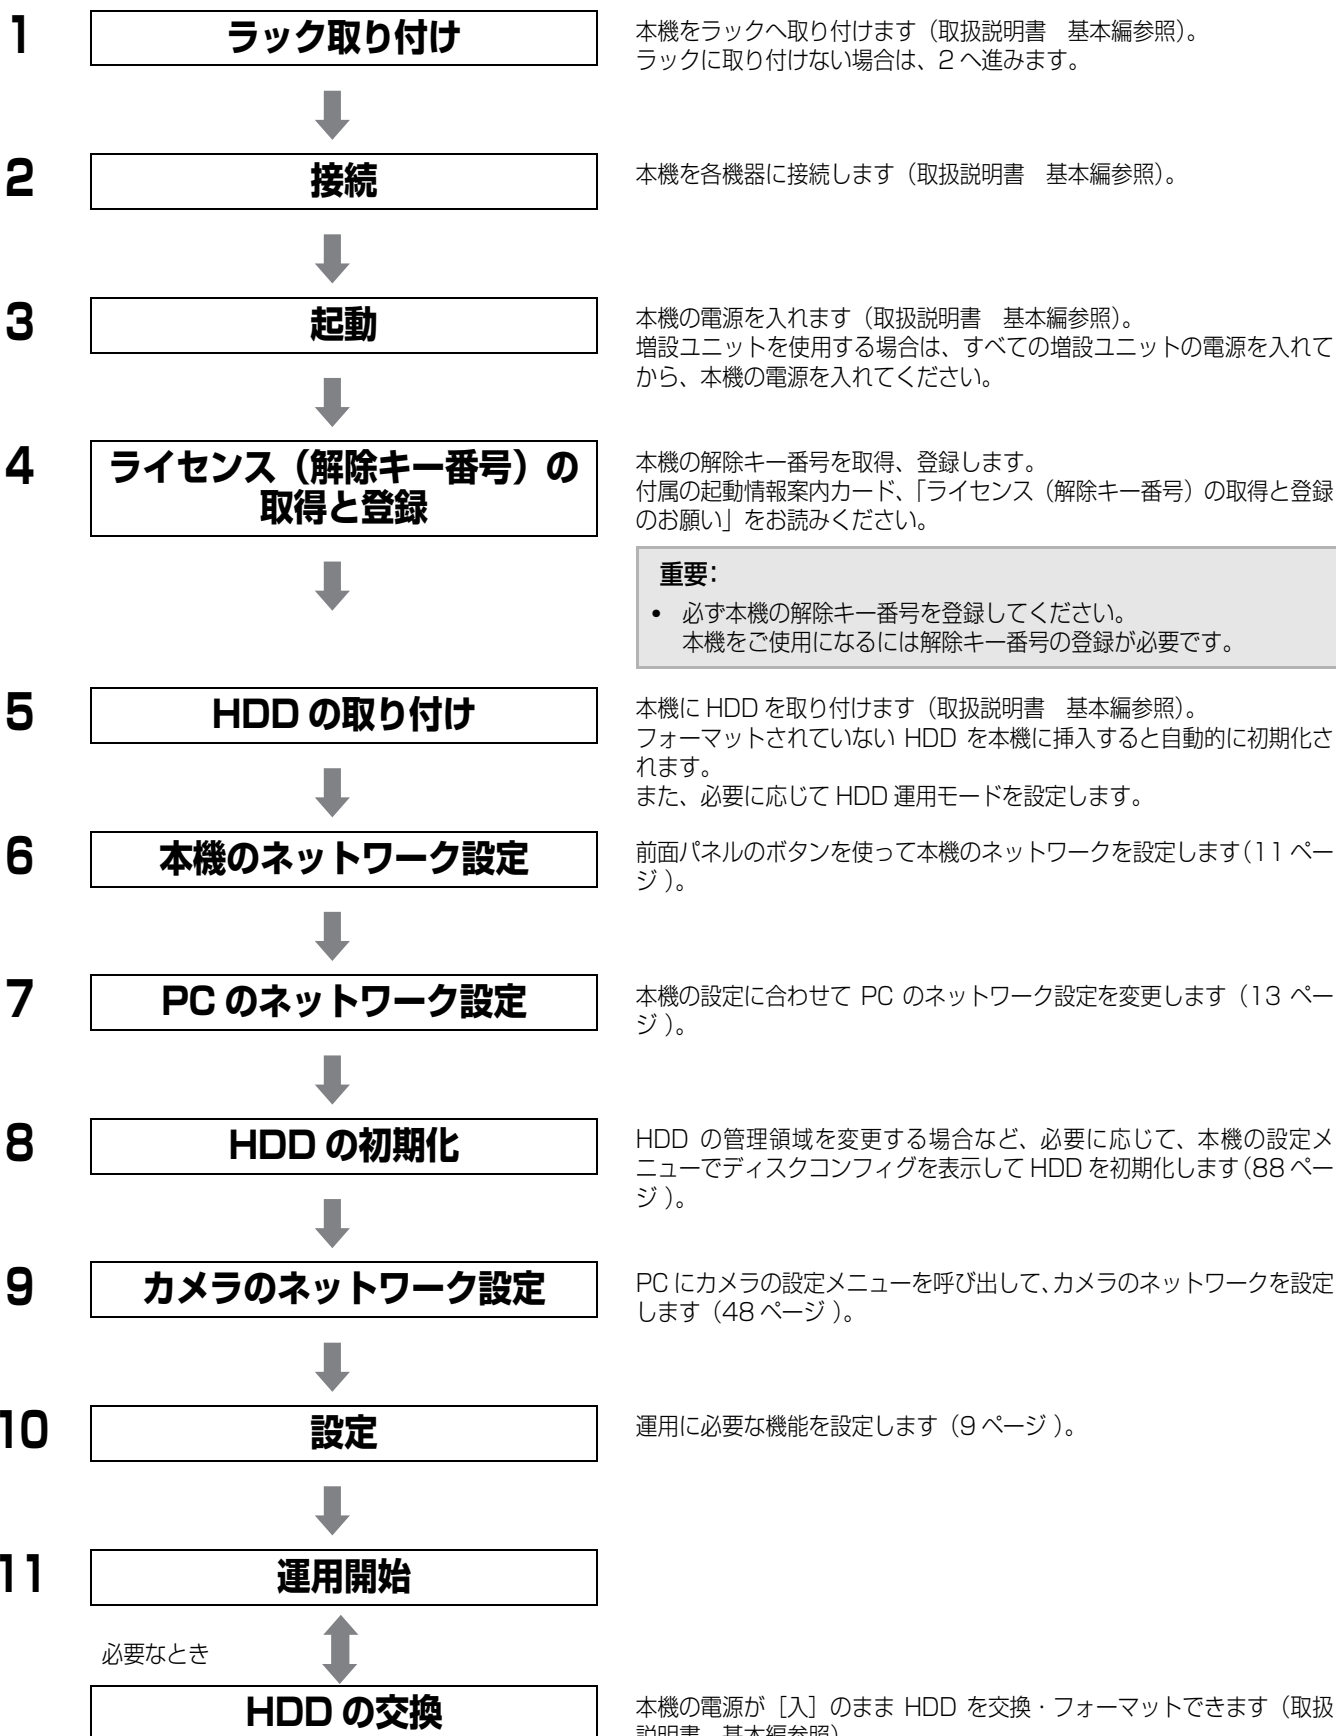 1
ラック取り付け
本機をラックへ取り付けます（取扱説明書　基本編参照）。
ラックに取り付けない場合は、2 へ進みます。
2
接続
本機を各機器に接続します（取扱説明書　基本編参照）。
3
起動
本機の電源を入れます（取扱説明書　基本編参照）。
増設ユニットを使用する場合は、すべての増設ユニットの電源を入れて
から、本機の電源を入れてください。
4
ライセンス（解除キー番号）の
取得と登録
本機の解除キー番号を取得、登録します。
付属の起動情報案内カード、「ライセンス（解除キー番号）の取得と登録
のお願い」をお読みください。
重要：
• 必ず本機の解除キー番号を登録してください。
本機をご使用になるには解除キー番号の登録が必要です。
5
HDD の取り付け
本機に HDD を取り付けます（取扱説明書　基本編参照）。
フォーマットされていない HDD を本機に挿入すると自動的に初期化さ
れます。
また、必要に応じて HDD 運用モードを設定します。
6
本機のネットワーク設定
前面パネルのボタンを使って本機のネットワークを設定します（11 ペー
ジ ）。
7
PC のネットワーク設定
本機の設定に合わせて PC のネットワーク設定を変更します（13 ペー
ジ ）。
8
HDD の初期化
HDD の管理領域を変更する場合など、必要に応じて、本機の設定メ
ニューでディスクコンフィグを表示して HDD を初期化します（88 ペー
ジ ）。
9
カメラのネットワーク設定
PC にカメラの設定メニューを呼び出して、カメラのネットワークを設定
します（48 ページ ）。
10
設定
運用に必要な機能を設定します（9 ページ ）。
11
運用開始
必要なとき
HDD の交換
本機の電源が［入］のまま HDD を交換・フォーマットできます（取扱
説明書　基本編参照）